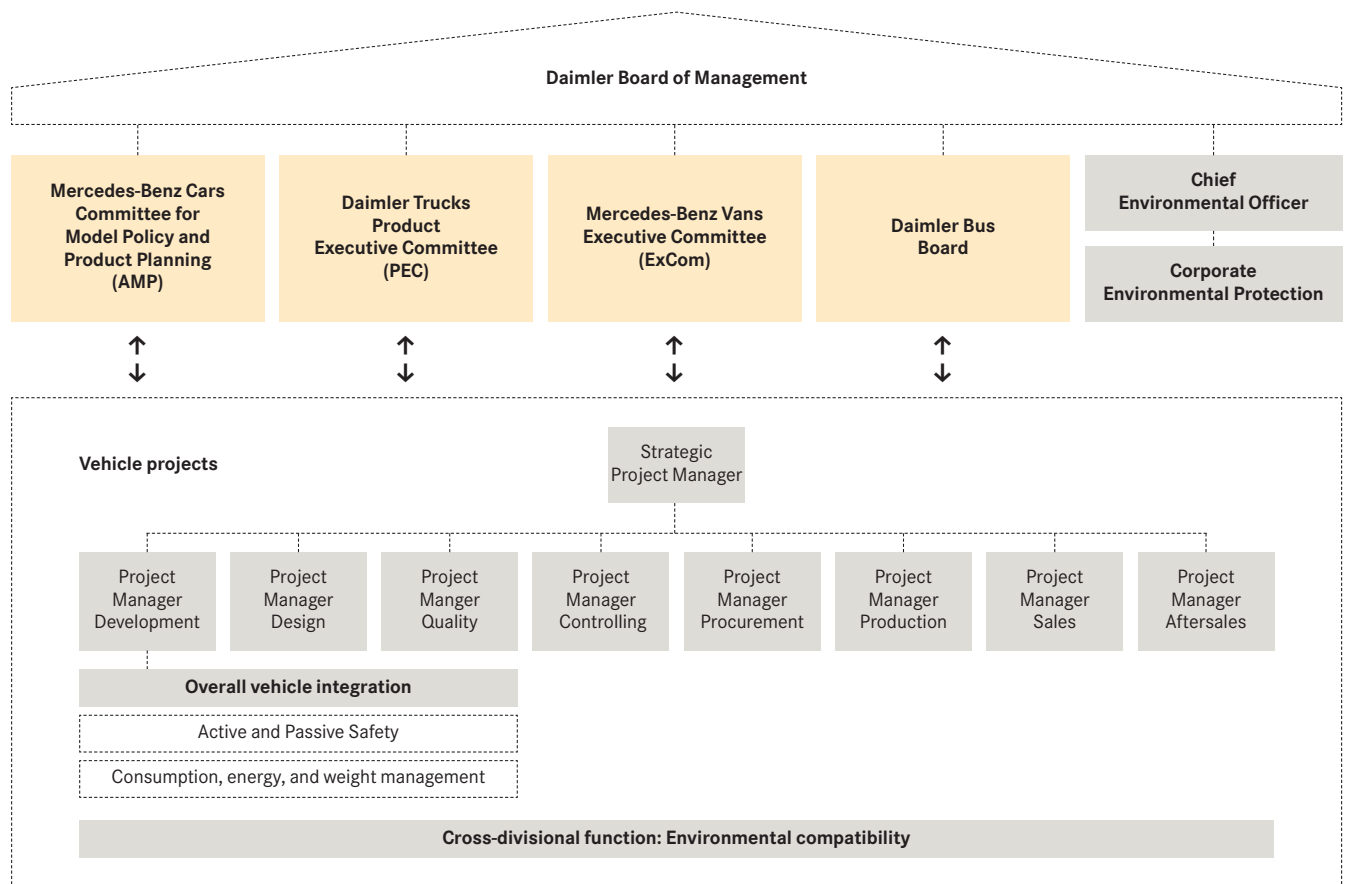 Daimler Board of Management
Mercedes-Benz Cars
Committee for
Model Policy and
Product Planning
(AMP)
Daimler Trucks
Product
Executive Committee
(PEC)
Mercedes-Benz Vans
Executive Committee
(ExCom)
Daimler Bus
Board
Chief
Environmental Officer
Corporate
Environmental Protection
Vehicle projects
Strategic
Project Manager
Project
Manager
Development
Project
Manager
Design
Project
Manger
Quality
Project
Manager
Controlling
Project
Manager
Procurement
Project
Manager
Production
Project
Manager
Sales
Project
Manager
Aftersales
Overall vehicle integration
Active and Passive Safety
Consumption, energy, and weight management
Cross-divisional function: Environmental compatibility